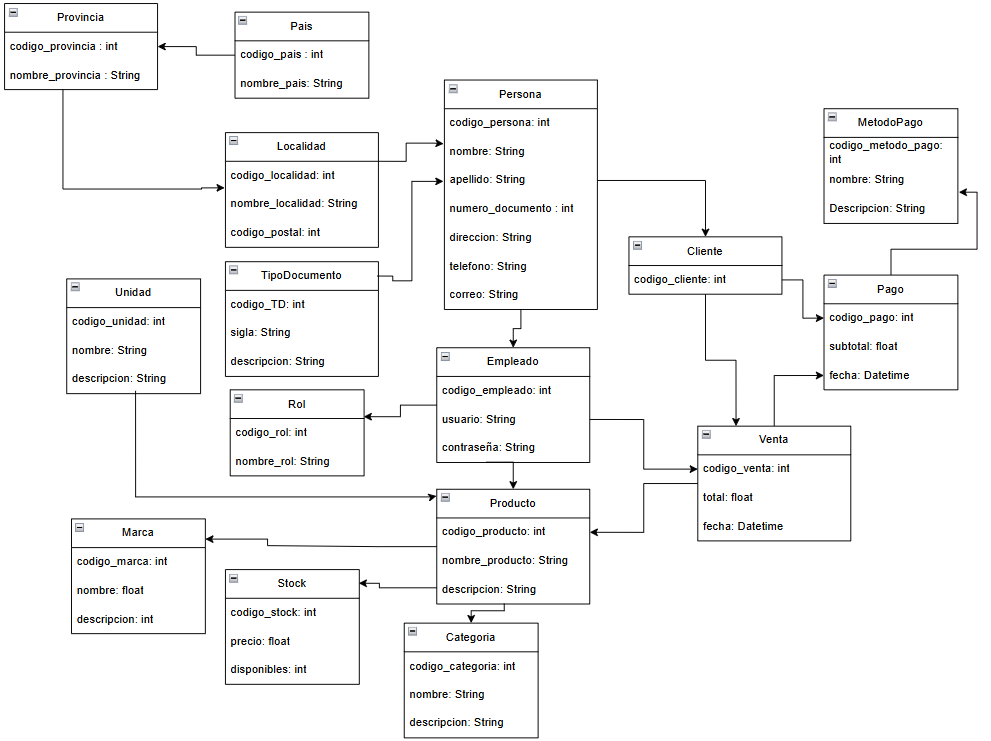 Provincia
codigo_provincia : int
nombre_provincia : String
Pais
codigo_pais : int
nombre_pais: String
Persona
codigo_persona: int
nombre: String
apellido: String
numero_documento : int
direccion: String
telefono: String
correo: String
MetodoPago
codigo_metodo_pago:
int
nombre: String
Descripcion: String
Localidad
codigo_localidad: int
nombre_localidad: String
codigo_postal: int
Cliente
codigo_cliente: int
TipoDocumento
codigo_TD: int
sigla: String
descripcion: String
Unidad
codigo_unidad: int
nombre: String
descripcion: String
Pago
codigo_pago: int
subtotal: float
fecha: Datetime
Empleado
codigo_empleado: int
usuario: String
contraseña: String
Rol
codigo_rol: int
nombre_rol: String
Venta
codigo_venta: int
total: float
fecha: Datetime
Producto
codigo_producto: int
nombre_producto: String
descripcion: String
Marca
codigo_marca: int
nombre: float
descripcion: int
Stock
codigo_stock: int
precio: float
disponibles: int
Categoria
codigo_categoria: int
nombre: String
descripcion: String